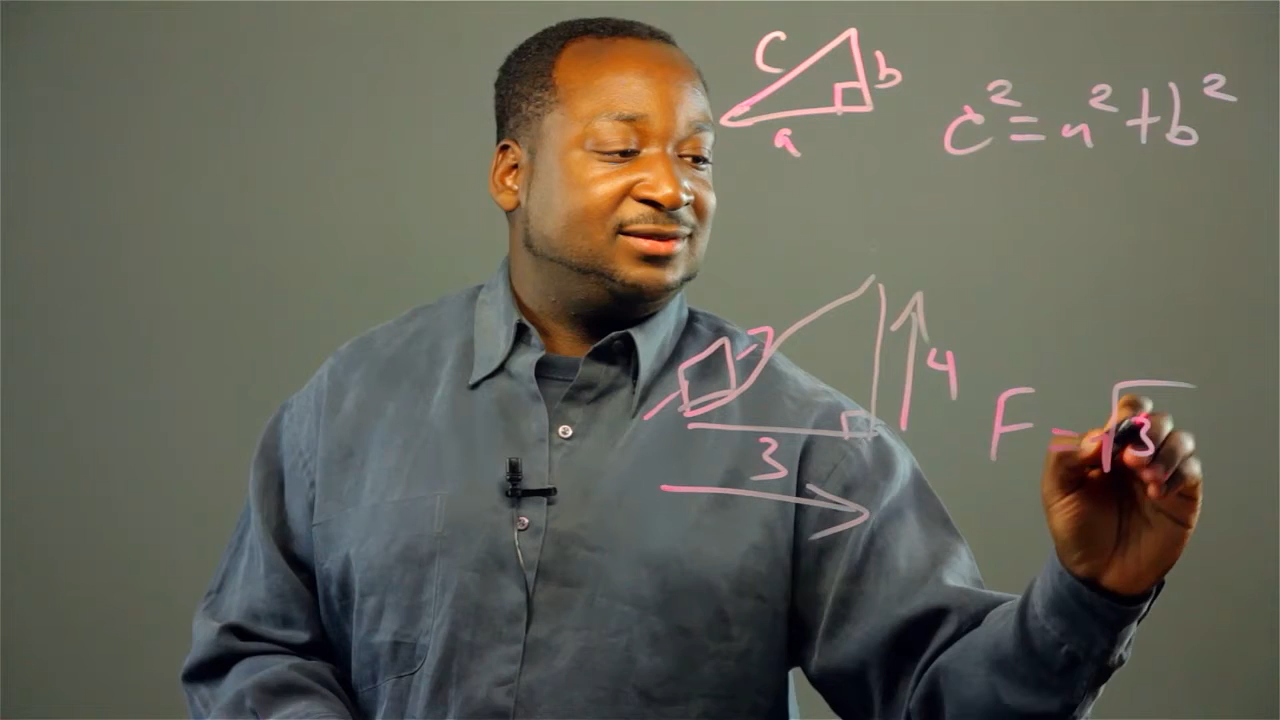 c
b
a
c² = a² + b²
4
3
F = √3